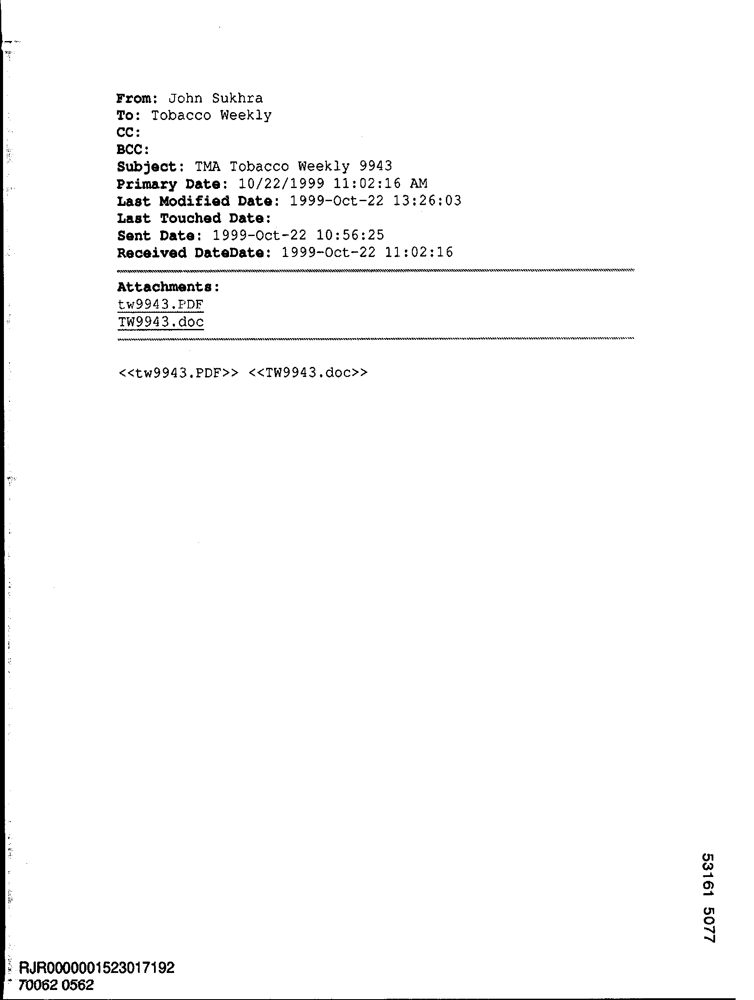 From: John Sukhra
To: Tobacco Weekly
CC:
BCC:
Subject: TMA Tobacco Weekly 9943
Primary Date: 10/22/1999 11:02:16 AM
Last Modified Date: 1999-Oct-22 13:26:03
Last Touched Date:
Sent Date: 1999-Oct-22 10:56:25
Received DateDate: 1999-Oct-22 11:02:16
Attachments:
tw9943.PDF
TW9943.doc
<<tw9943.PDF>> <<TW9943.doc>>
53161 5077
RJR0000001523017192
70062 0562